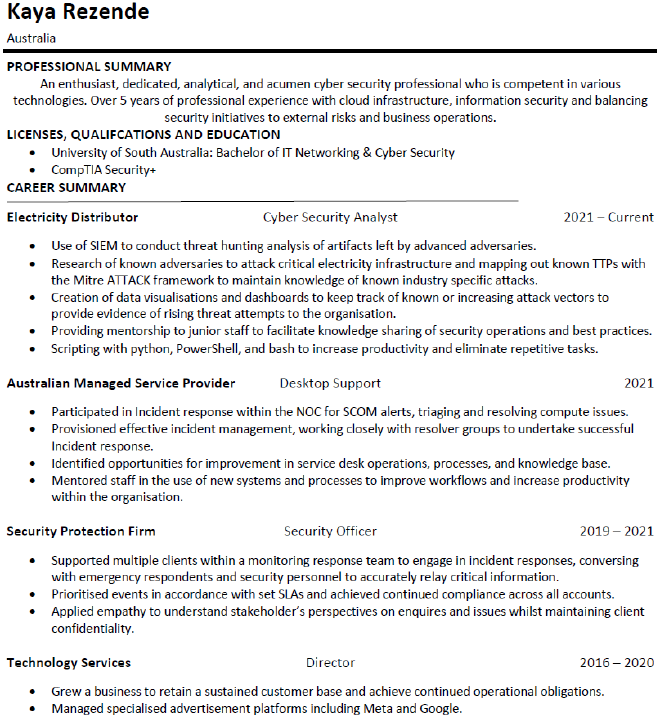 Kaya Rezende
Australia
PROFESSIONAL SUMMARY
An enthusiast, dedicated, analytical, and acumen cyber security professional who is competent in various
technologies. Over 5 years of professional experience with cloud infrastructure, information security and balancing
security initiatives to external risks and business operations.
LICENSES, QUALIFCATIONS AND EDUCATION
• University of South Australia: Bachelor of IT Networking & Cyber Security
• CompTIA Security+
CAREER SUMMARY
Electricity Distributor Cyber Security Analyst 2021 – Current
• Use of SIEM to conduct threat hunting analysis of artifacts left by advanced adversaries.
• Research of known adversaries to attack critical electricity infrastructure and mapping out known TTPs with
the Mitre ATTACK framework to maintain knowledge of known industry specific attacks.
• Creation of data visualisations and dashboards to keep track of known or increasing attack vectors to
provide evidence of rising threat attempts to the organisation.
• Providing mentorship to junior staff to facilitate knowledge sharing of security operations and best practices.
• Scripting with python, PowerShell, and bash to increase productivity and eliminate repetitive tasks.
Australian Managed Service Provider Desktop Support 2021
• Participated in Incident response within the NOC for SCOM alerts, triaging and resolving compute issues.
• Provisioned effective incident management, working closely with resolver groups to undertake successful
Incident response.
• Identified opportunities for improvement in service desk operations, processes, and knowledge base.
• Mentored staff in the use of new systems and processes to improve workflows and increase productivity
within the organisation.
Security Protection Firm Security Officer 2019 – 2021
• Supported multiple clients within a monitoring response team to engage in incident responses, conversing
with emergency respondents and security personnel to accurately relay critical information.
• Prioritised events in accordance with set SLAs and achieved continued compliance across all accounts.
• Applied empathy to understand stakeholder's perspectives on enquires and issues whilst maintaining client
confidentiality.
Technology Services Director 2016 – 2020
• Grew a business to retain a sustained customer base and achieve continued operational obligations.
• Managed specialised advertisement platforms including Meta and Google.